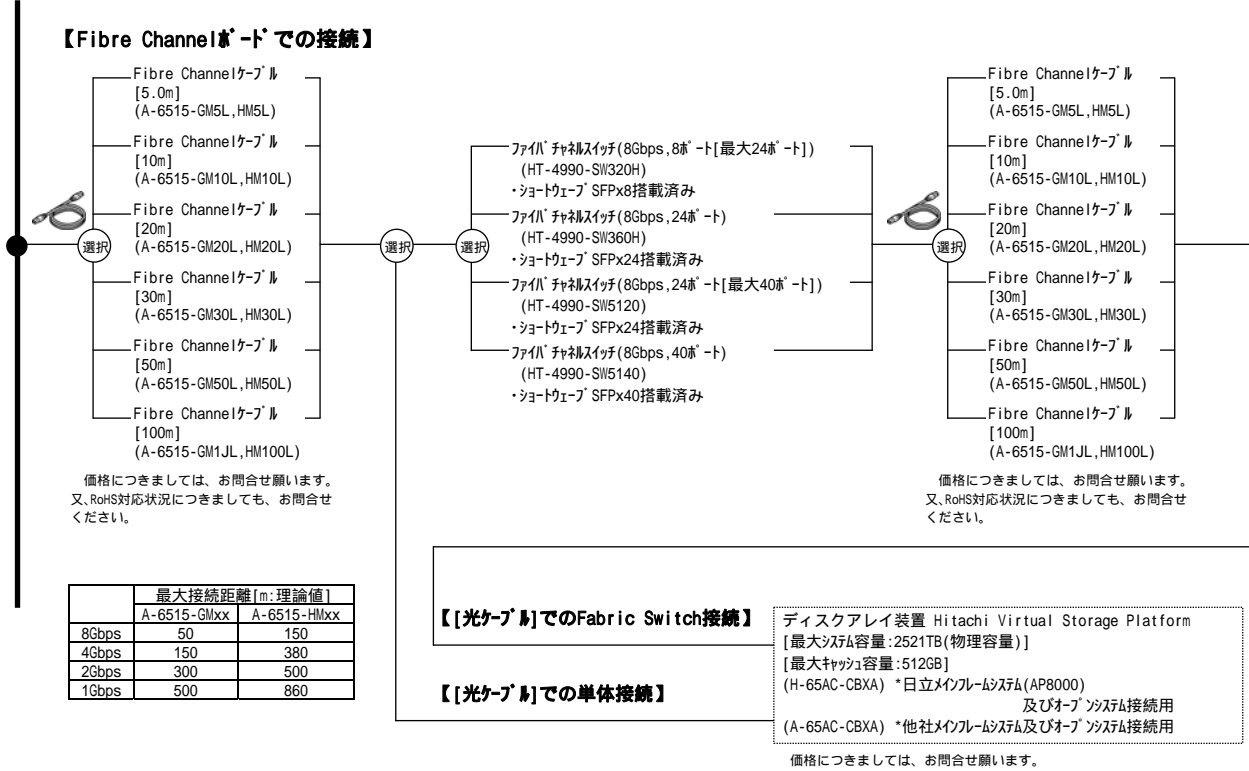 【Fibre Channelﾎﾞｰﾄﾞでの接続】
Fibre Channelｹｰﾌﾞﾙ
[5.0m]
(A-6515-GM5L,HM5L)
Fibre Channelｹｰﾌﾞﾙ
[10m]
(A-6515-GM10L,HM10L)
Fibre Channelｹｰﾌﾞﾙ
[20m]
(A-6515-GM20L,HM20L)
Fibre Channelｹｰﾌﾞﾙ
[30m]
(A-6515-GM30L,HM30L)
Fibre Channelｹｰﾌﾞﾙ
[50m]
(A-6515-GM50L,HM50L)
Fibre Channelｹｰﾌﾞﾙ
[100m]
(A-6515-GM1JL,HM100L)
選択
価格につきましては、お問合せ願います。
又、RoHS対応状況につきましても、お問合せ
ください。
選択
選択
ﾌｧｲﾊﾞﾁｬﾈﾙｽｲｯﾁ(8Gbps,8ﾎﾟｰﾄ[最大24ﾎﾟｰﾄ])
(HT-4990-SW320H)
・ｼｮｰﾄｳｪｰﾌﾞSFPx8搭載済み
ﾌｧｲﾊﾞﾁｬﾈﾙｽｲｯﾁ(8Gbps,24ﾎﾟｰﾄ)
(HT-4990-SW360H)
・ｼｮｰﾄｳｪｰﾌﾞSFPx24搭載済み
ﾌｧｲﾊﾞﾁｬﾈﾙｽｲｯﾁ(8Gbps,24ﾎﾟｰﾄ[最大40ﾎﾟｰﾄ])
(HT-4990-SW5120)
・ｼｮｰﾄｳｪｰﾌﾞSFPx24搭載済み
ﾌｧｲﾊﾞﾁｬﾈﾙｽｲｯﾁ(8Gbps,40ﾎﾟｰﾄ)
(HT-4990-SW5140)
・ｼｮｰﾄｳｪｰﾌﾞSFPx40搭載済み
Fibre Channelｹｰﾌﾞﾙ
[5.0m]
(A-6515-GM5L,HM5L)
Fibre Channelｹｰﾌﾞﾙ
[10m]
(A-6515-GM10L,HM10L)
Fibre Channelｹｰﾌﾞﾙ
[20m]
(A-6515-GM20L,HM20L)
Fibre Channelｹｰﾌﾞﾙ
[30m]
(A-6515-GM30L,HM30L)
Fibre Channelｹｰﾌﾞﾙ
[50m]
(A-6515-GM50L,HM50L)
Fibre Channelｹｰﾌﾞﾙ
[100m]
(A-6515-GM1JL,HM100L)
選択
価格につきましては、お問合せ願います。
又、RoHS対応状況につきましても、お問合せ
ください。
最大接続距離[m:理論値]
A-6515-GMxx A-6515-HMxx
8Gbps 50 150
4Gbps 150 380
2Gbps 300 500
1Gbps 500 860
【[光ｹｰﾌﾞﾙ]でのFabric Switch接続】
【[光ｹｰﾌﾞﾙ]での単体接続】
ディスクアレイ装置 Hitachi Virtual Storage Platform
[最大ｼｽﾃﾑ容量:2521TB(物理容量)]
[最大ｷｬｯｼｭ容量:512GB]
(H-65AC-CBXA) *日立ﾒｲﾝﾌﾚｰﾑｼｽﾃﾑ(AP8000)
及びｵｰﾌﾟﾝｼｽﾃﾑ接続用
(A-65AC-CBXA) *他社ﾒｲﾝﾌﾚｰﾑｼｽﾃﾑ及びｵｰﾌﾟﾝｼｽﾃﾑ接続用
価格につきましては、お問合せ願います。